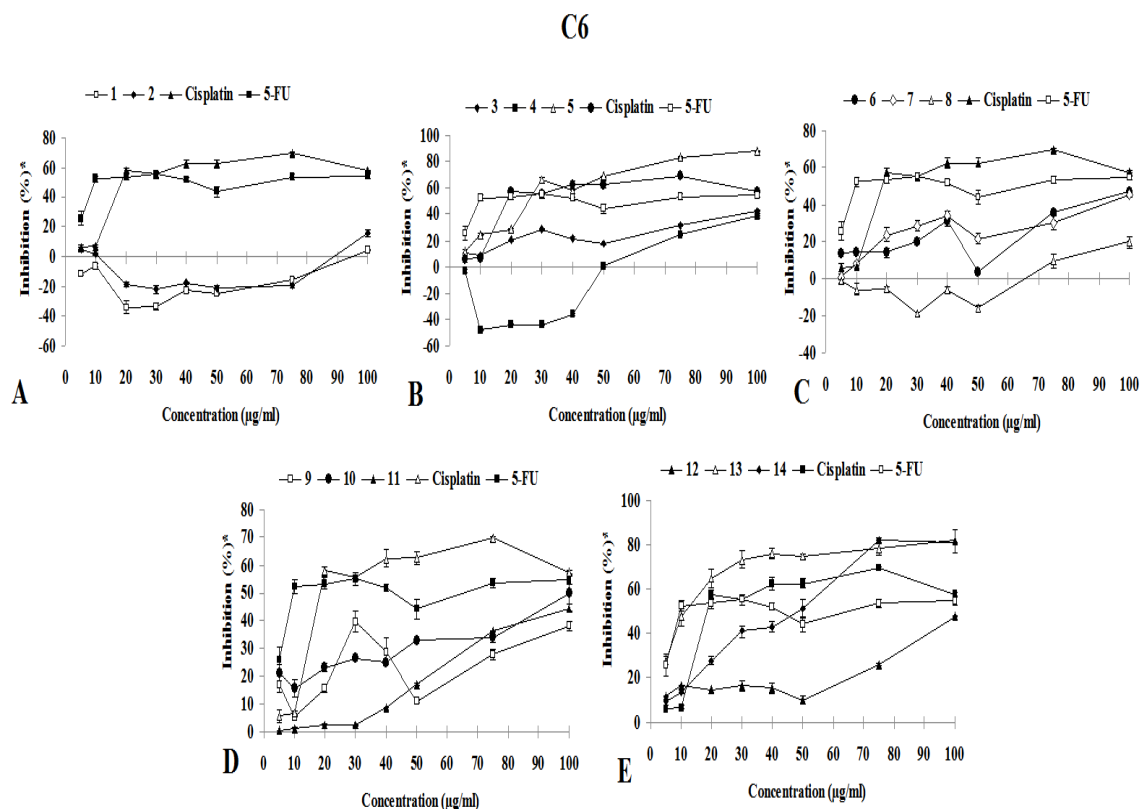 C6
1 2 Cisplatin 5-FU
Inhibition (%)*
80
60
40
20
0
-20
-40
-60
0 10 20 30 40 50 60 70 80 90 100
Concentration (µg/ml)
A
3 4 5 Cisplatin 5-FU
Inhibition (%)*
100
80
60
40
20
0
-20
-40
-60
0 10 20 30 40 50 60 70 80 90 100
Concentration (µg/ml)
B
6 7 8 Cisplatin 5-FU
Inhibition (%)*
80
60
40
20
0
-20
-40
0 10 20 30 40 50 60 70 80 90 100
Concentration (µg/ml)
C
9 10 11 Cisplatin 5-FU
Inhibition (%)*
80
70
60
50
40
30
20
10
0
0 10 20 30 40 50 60 70 80 90 100
Concentration (µg/ml)
D
12 13 14 Cisplatin 5-FU
Inhibition (%)*
100
80
60
40
20
0
0 10 20 30 40 50 60 70 80 90 100
Concentration (µg/ml)
E